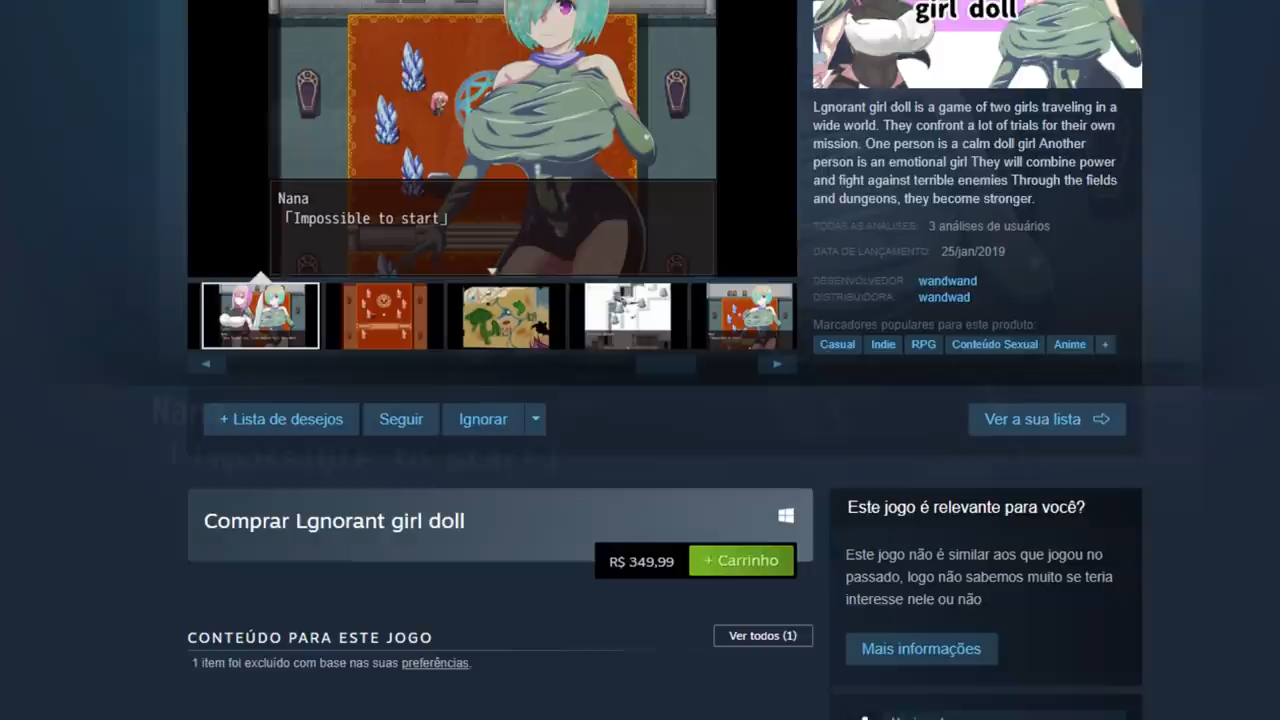 girl doll
Nana
「Impossible to start」
Lgnorant girl doll is a game of two girls traveling in a
wide world. They confront a lot of trials for their own
mission. One person is a calm doll girl Another
person is an emotional girl They will combine power
and fight against terrible enemies Through the fields
and dungeons, they become stronger.
TODAS AS ANÁLISES: 3 análises de usuários
DATA DE LANÇAMENTO: 25/jan/2019
DESENVOLVEDOR: wandwand
DISTRIBUIDORA: wandwad
Marcadores populares para este produto:
Casual Indie RPG Conteúdo Sexual Anime +
+ Lista de desejos Seguir Ignorar Ver a sua lista
Comprar Lgnorant girl doll
R$ 349,99 + Carrinho
Este jogo é relevante para você?
Este jogo não é similar aos que jogou no
passado, logo não sabemos muito se teria
interesse nele ou não
Mais informações
CONTEÚDO PARA ESTE JOGO Ver todos (1)
1 item foi excluído com base nas suas preferências.